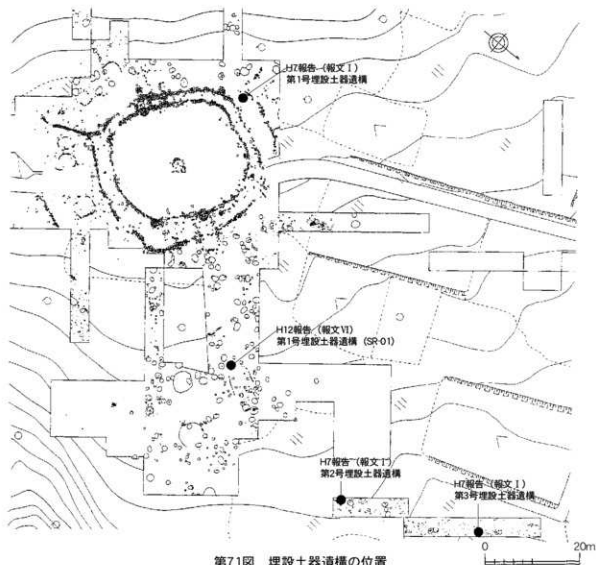 H7報告（報文Ⅰ）
第1号埋設土器遺構
H12報告（報文Ⅵ）
第1号埋設土器遺構（SR-01）
H7報告（報文Ⅰ）
第2号埋設土器遺構
H7報告（報文Ⅰ）
第3号埋設土器遺構
第71図 埋設土器遺構の位置
0 20m